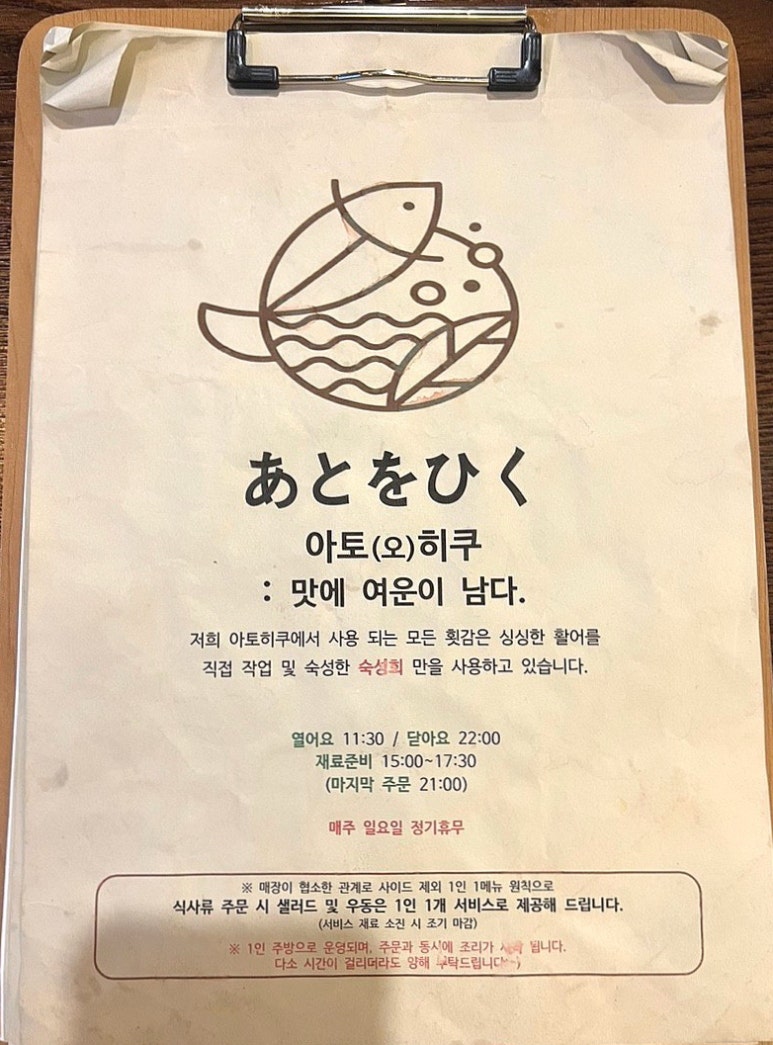 あとをひく
아토(오)히쿠
: 맛에 여운이 남다.
저희 아토히쿠에서 사용 되는 모든 횟감은 싱싱한 활어를
직접 작업 및 숙성한 숙성회 만을 사용하고 있습니다.
열어요 11:30 / 닫아요 22:00
재료준비 15:00~17:30
(마지막 주문 21:00)
매주 일요일 정기휴무
※ 매장이 협소한 관계로 사이드 제외 1인 1메뉴 원칙으로
식사류 주문 시 샐러드 및 우동은 1인 1개 서비스로 제공해 드립니다.
(서비스 재료 소진 시 조기 마감)
※ 1인 주방으로 운영되며, 주문과 동시에 조리가 됩니다.
다소 시간이 걸리더라도 양해 부탁드립니다